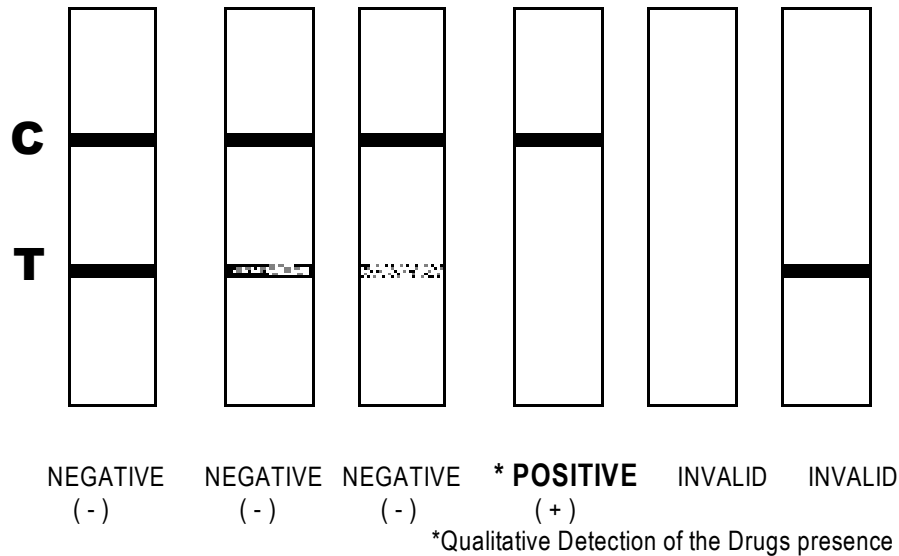 C
T
NEGATIVE NEGATIVE NEGATIVE * POSITIVE INVALID INVALID
( - ) ( - ) ( - ) ( + )
*Qualitative Detection of the Drugs presence